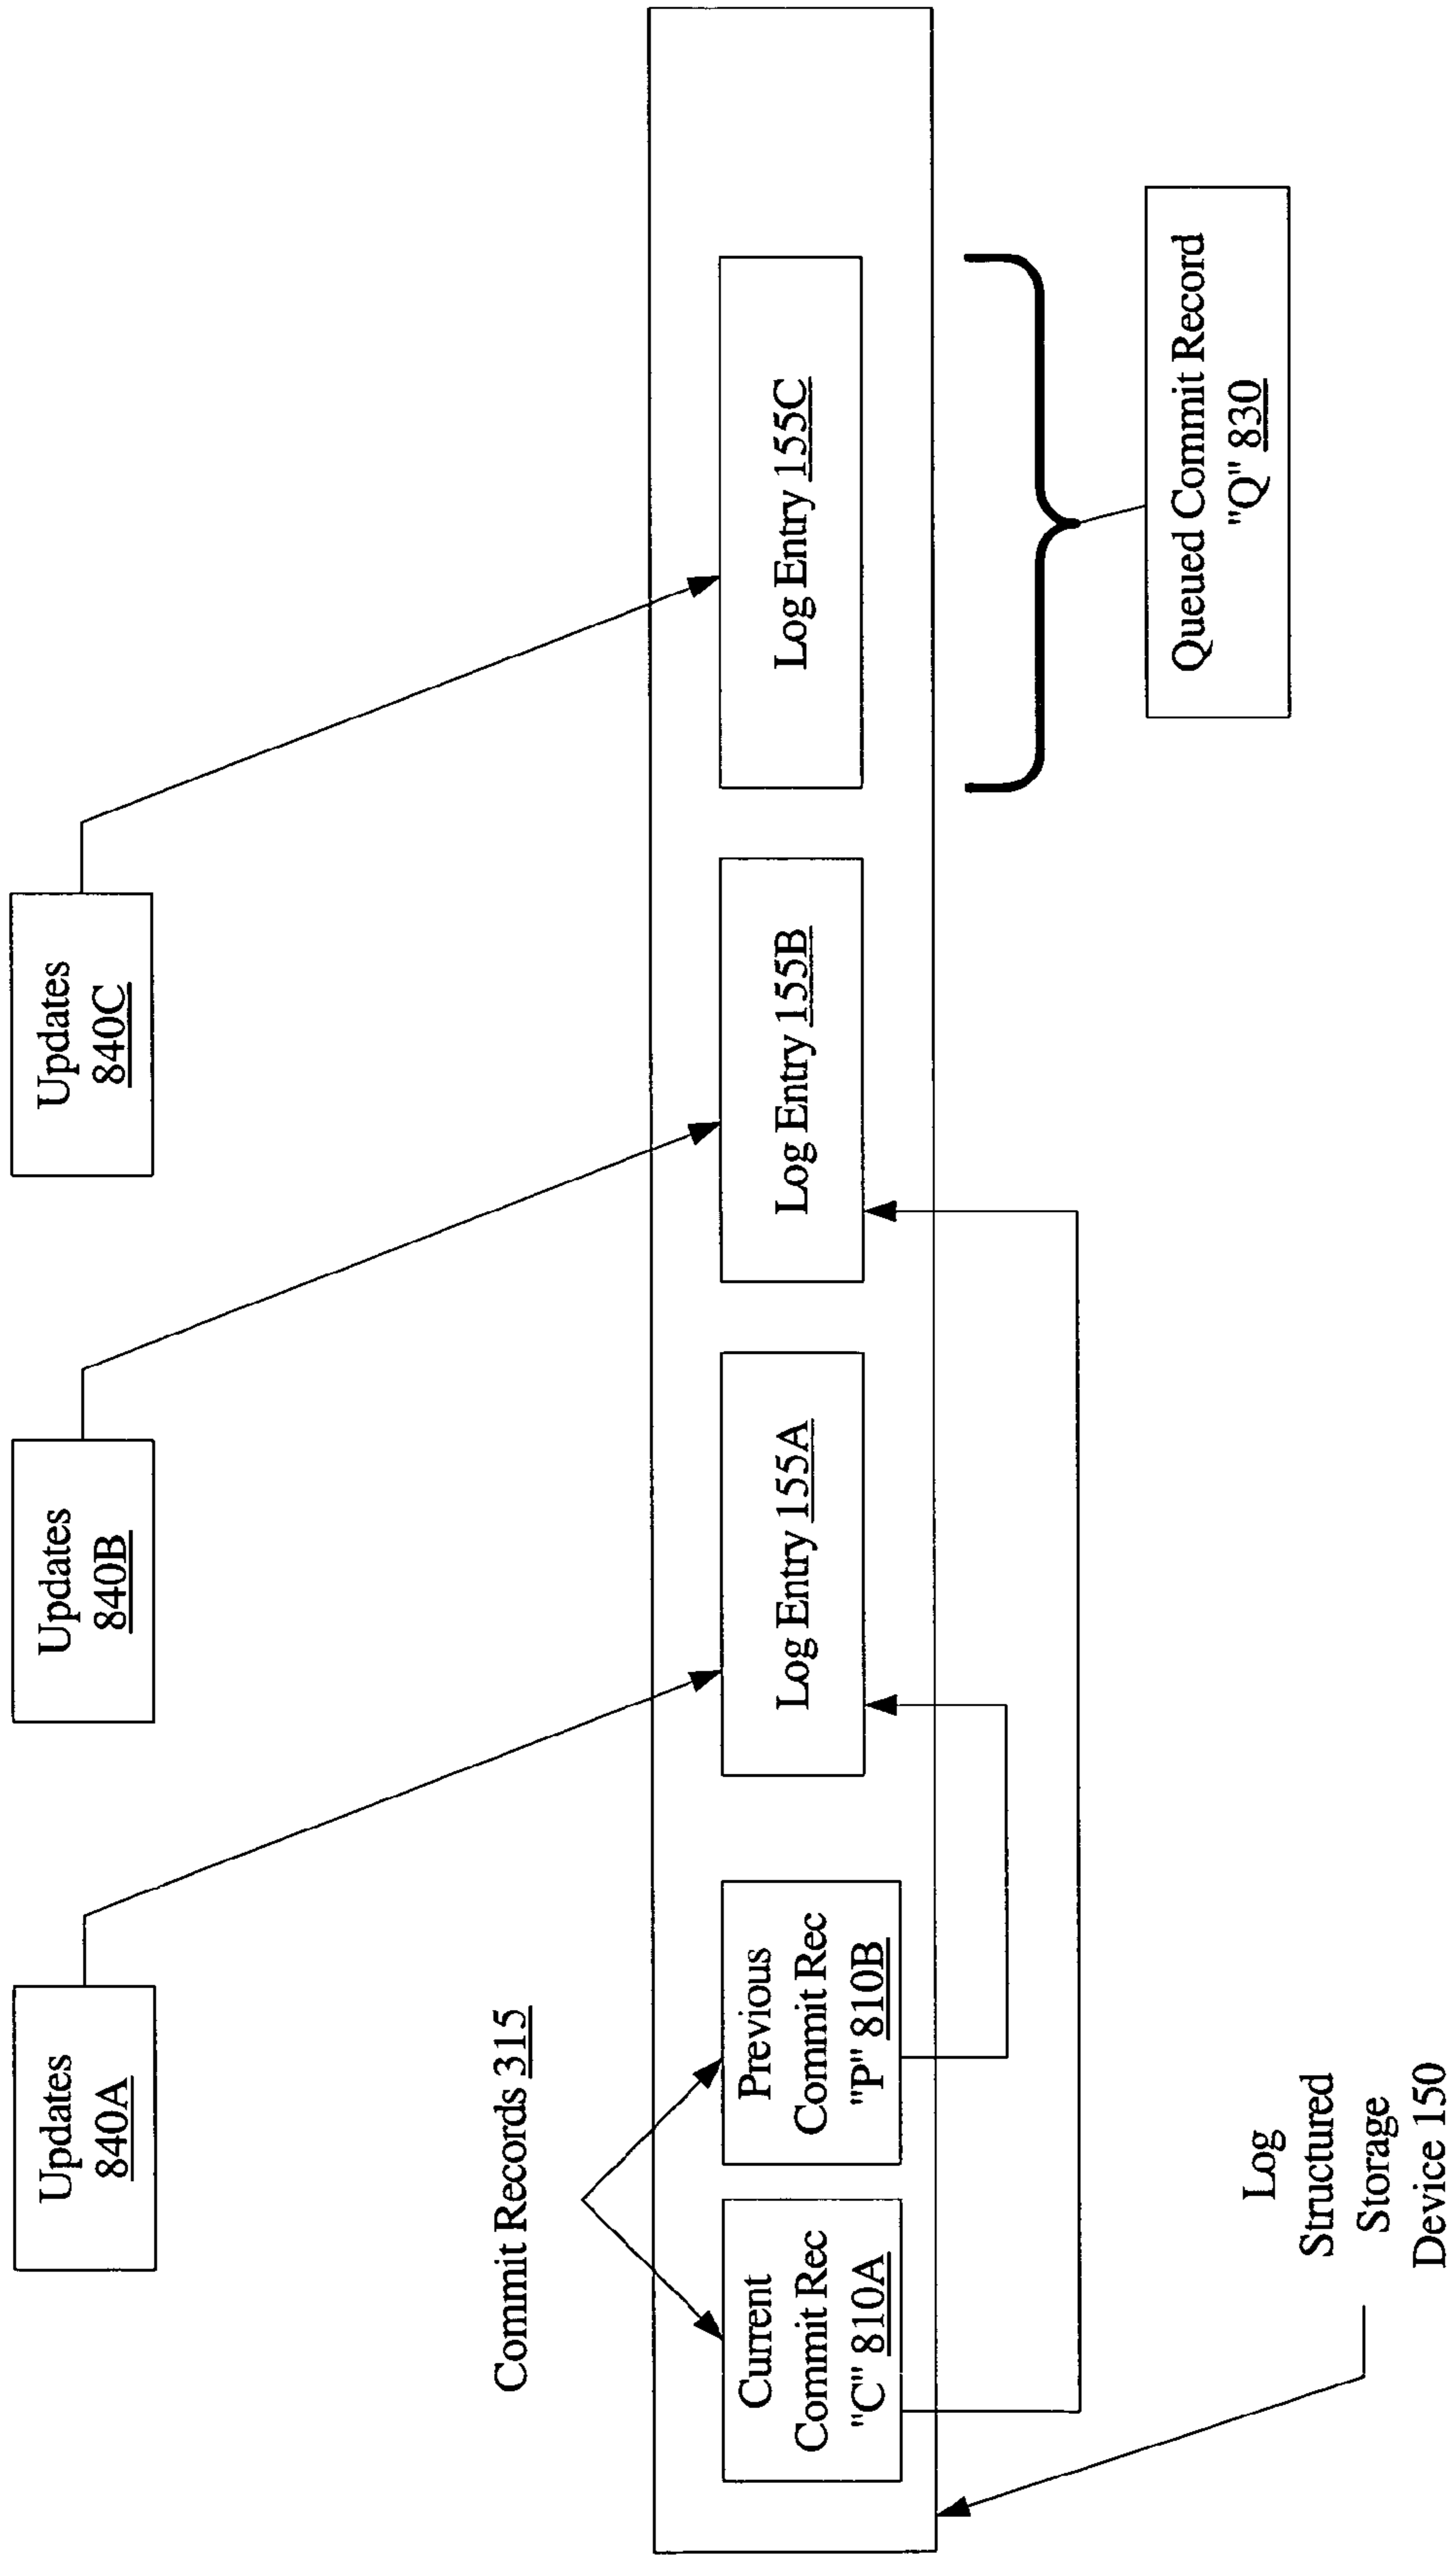 Updates
840A
Updates
840B
Updates
840C
Commit Records 315
Current
Commit Rec
"C" 810A
Previous
Commit Rec
"P" 810B
Log Entry 155A
Log Entry 155B
Log Entry 155C
Log
Structured
Storage
Device 150
Queued Commit Record
"Q" 830